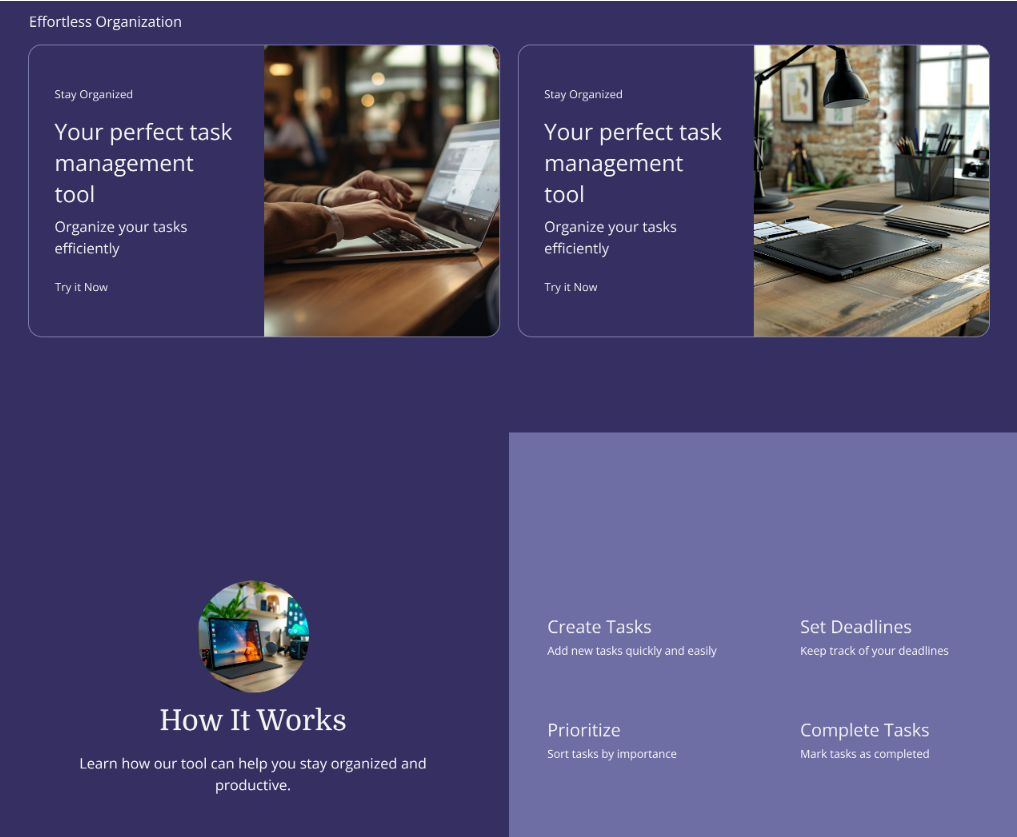 Effortless Organization
Stay Organized
Your perfect task
management
tool
Organize your tasks
efficiently
Try it Now
Stay Organized
Your perfect task
management
tool
Organize your tasks
efficiently
Try it Now
How It Works
Learn how our tool can help you stay organized and
productive.
Create Tasks
Add new tasks quickly and easily
Set Deadlines
Keep track of your deadlines
Prioritize
Sort tasks by importance
Complete Tasks
Mark tasks as completed